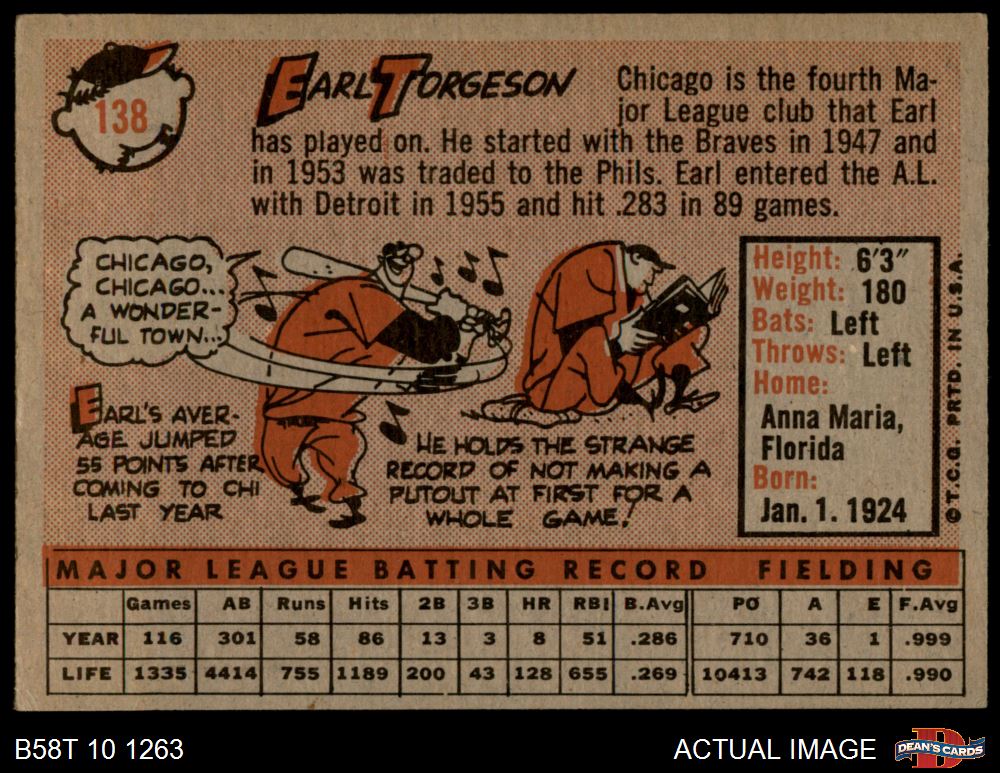 138
EARL TORGESON
Chicago is the fourth Ma-
jor League club that Earl
has played on. He started with the Braves in 1947 and
in 1953 was traded to the Phils. Earl entered the A.L.
with Detroit in 1955 and hit .283 in 89 games.
CHICAGO,
CHICAGO...
A WONDER-
FUL TOWN...
EARL'S AVER-
AGE JUMPED
55 POINTS AFTER
COMING TO CHI
LAST YEAR
HE HOLDS THE STRANGE
RECORD OF NOT MAKING A
PUTOUT AT FIRST FOR A
WHOLE GAME!
Height: 6'3"
Weight: 180
Bats: Left
Throws: Left
Home:
Anna Maria,
Florida
Born:
Jan. 1. 1924
© T.C.G. PRTD. IN U.S.A.
MAJOR LEAGUE BATTING RECORD FIELDING
Games AB Runs Hits 2B 3B HR RBI B.Avg PO A E F.Avg
YEAR 116 301 58 86 13 3 8 51 .286 710 36 1 .999
LIFE 1335 4414 755 1189 200 43 128 655 .269 10413 742 118 .990
B58T 10 1263
ACTUAL IMAGE
D
DEAN'S CARDS